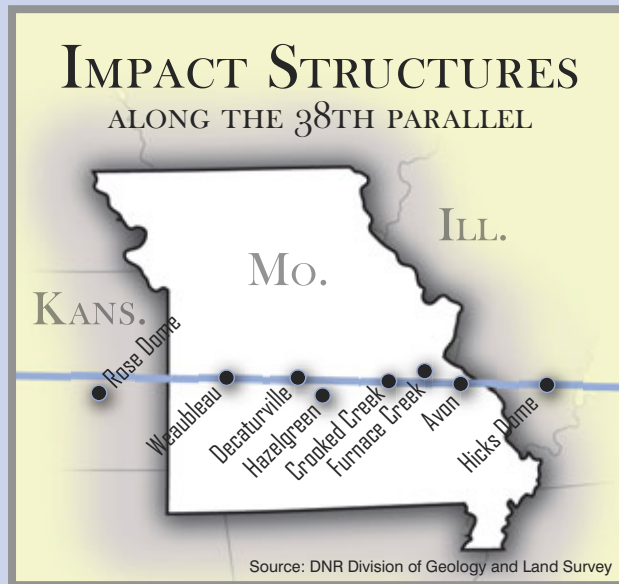 Impact Structures
along the 38th parallel
Ill.
Mo.
Kans.
Rose Dome
Weaubleau
Decaturville
Hazelgreen
Crooked Creek
Furnace Creek
Avon
Hicks Dome
Source: DNR Division of Geology and Land Survey